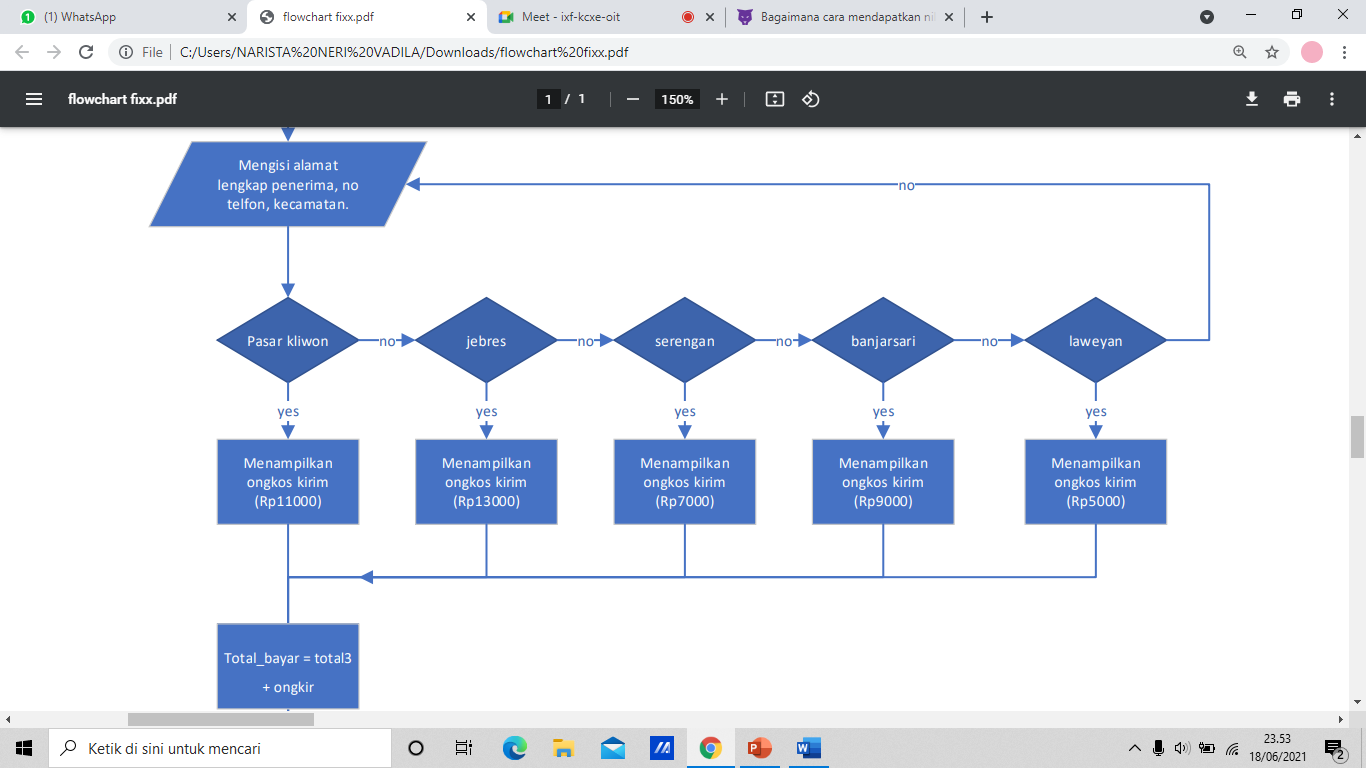 (1) WhatsApp
flowchart fixx.pdf
Meet - ixf-kcxe-oit
Bagaimana cara mendapatkan
File
C:/Users/NARISTA%20NERI%20VADILA/Downloads/flowchart%20fixx.pdf
flowchart fixx.pdf
1 / 1
150%
Mengisi alamat
lengkap penerima, no
telfon, kecamatan.
no
Pasar kliwon
no
jebres
no
serengan
no
banjarsari
no
laweyan
yes
yes
yes
yes
yes
Menampilkan
ongkos kirim
(Rp11000)
Menampilkan
ongkos kirim
(Rp13000)
Menampilkan
ongkos kirim
(Rp7000)
Menampilkan
ongkos kirim
(Rp9000)
Menampilkan
ongkos kirim
(Rp5000)
Total_bayar = total3
+ ongkir
Ketik di sini untuk mencari
23.53
18/06/2021
2